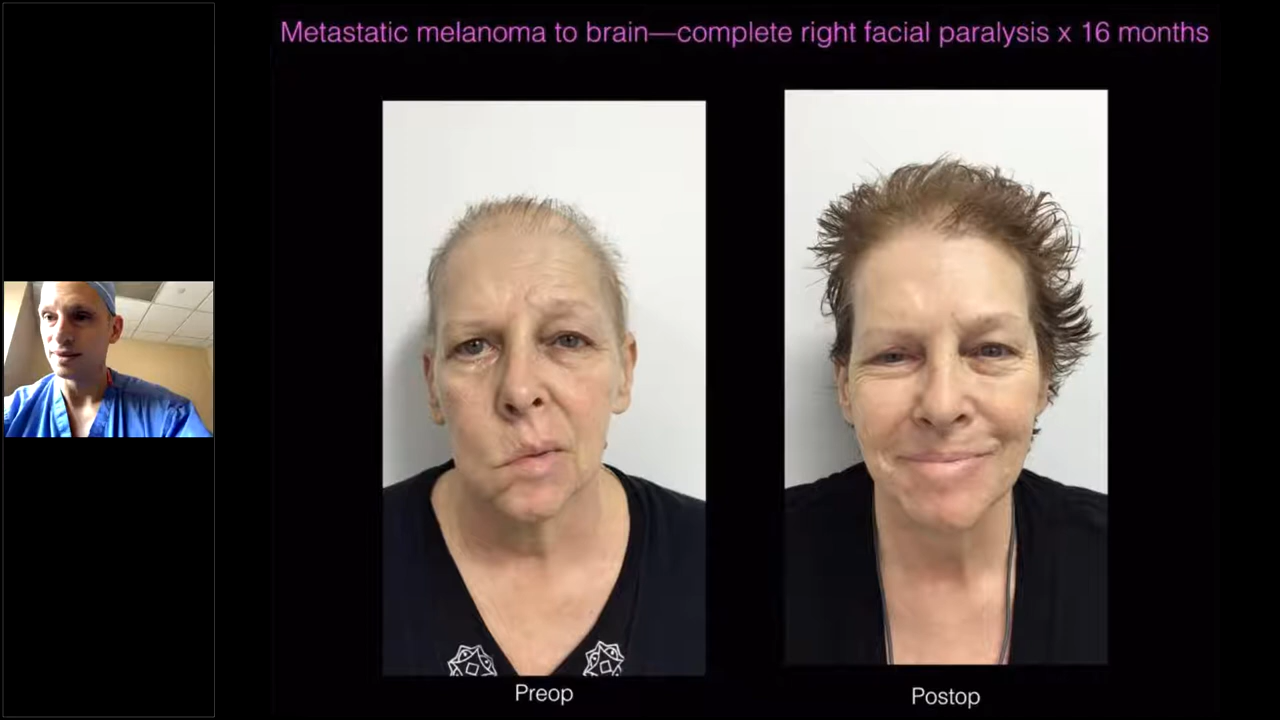 Metastatic melanoma to brain—complete right facial paralysis x 16 months
Preop
Postop